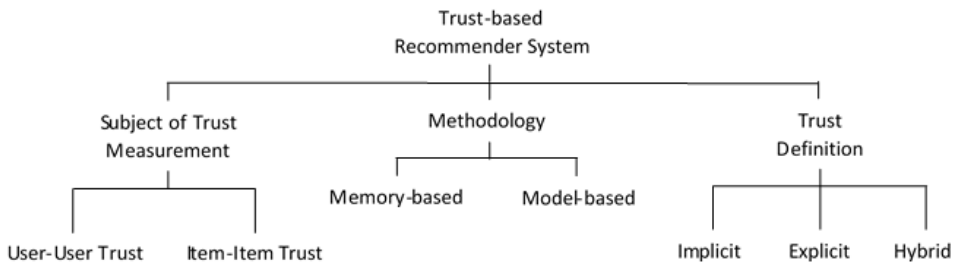 Trust-based
Recommender System
Subject of Trust
Measurement
Methodology
Trust
Definition
Memory-based
Model-based
User-User Trust
Item-Item Trust
Implicit
Explicit
Hybrid